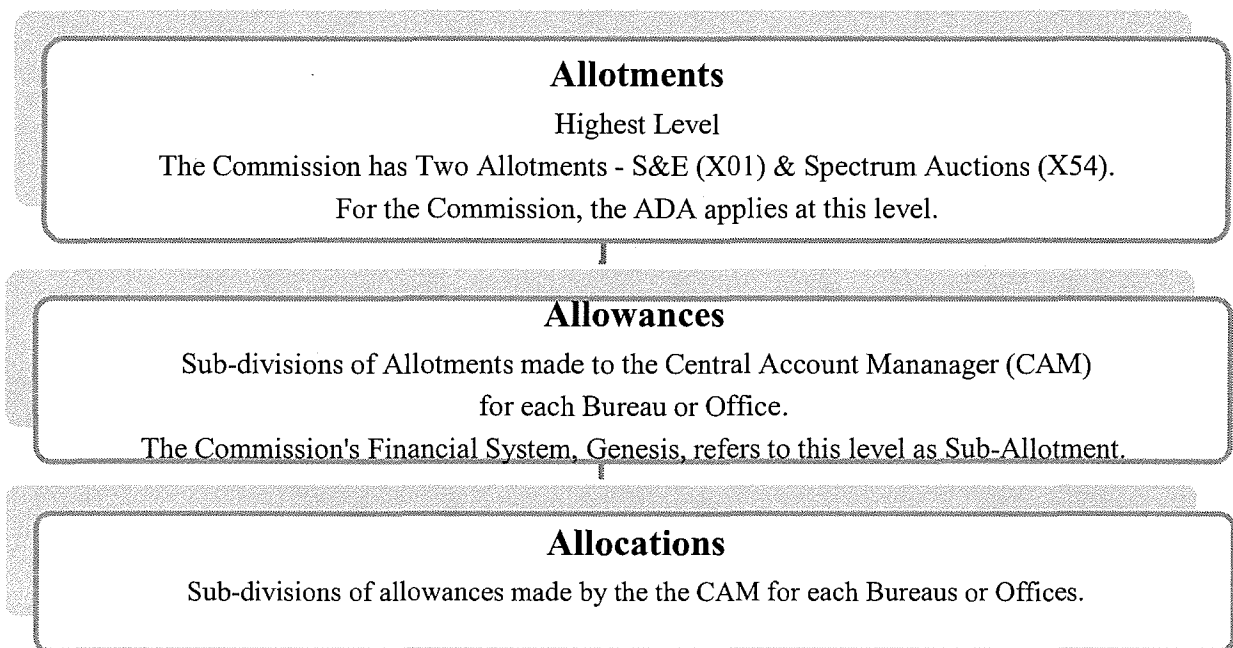 Allotments
Highest Level
The Commission has Two Allotments - S&E (X01) & Spectrum Auctions (X54).
For the Commission, the ADA applies at this level.
Allowances
Sub-divisions of Allotments made to the Central Account Mananager (CAM)
for each Bureau or Office.
The Commission's Financial System, Genesis, refers to this level as Sub-Allotment.
Allocations
Sub-divisions of allowances made by the the CAM for each Bureaus or Offices.